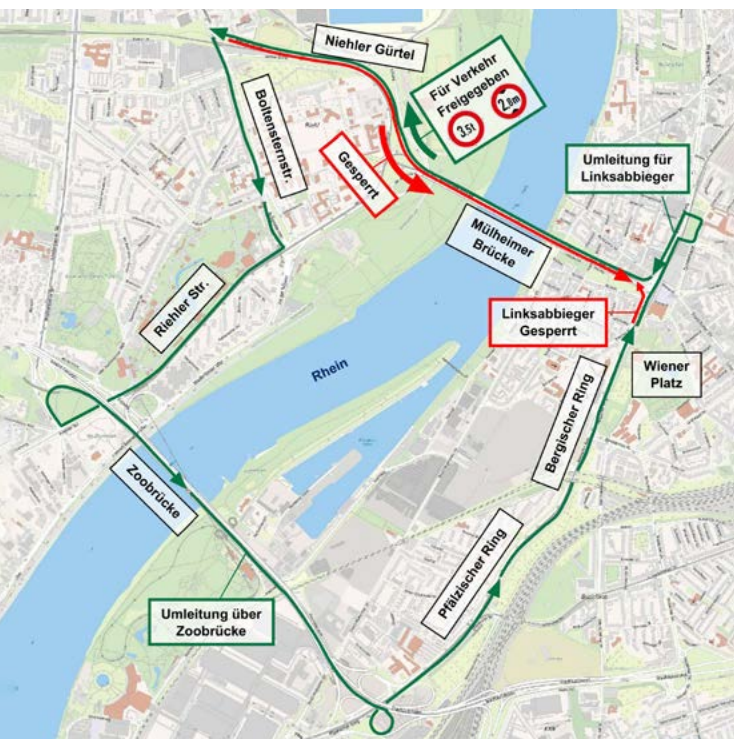 Niehler Gürtel
Für Verkehr
Freigegeben
3.5t
2.8m
Boltensternstr.
Gesperrt
Umleitung für
Linksabbieger
Mülheimer
Brücke
Riehler Str.
Linksabbieger
Gesperrt
Rhein
Wiener
Platz
Bergischer Ring
Zoobrücke
Pfälzischer Ring
Umleitung über
Zoobrücke